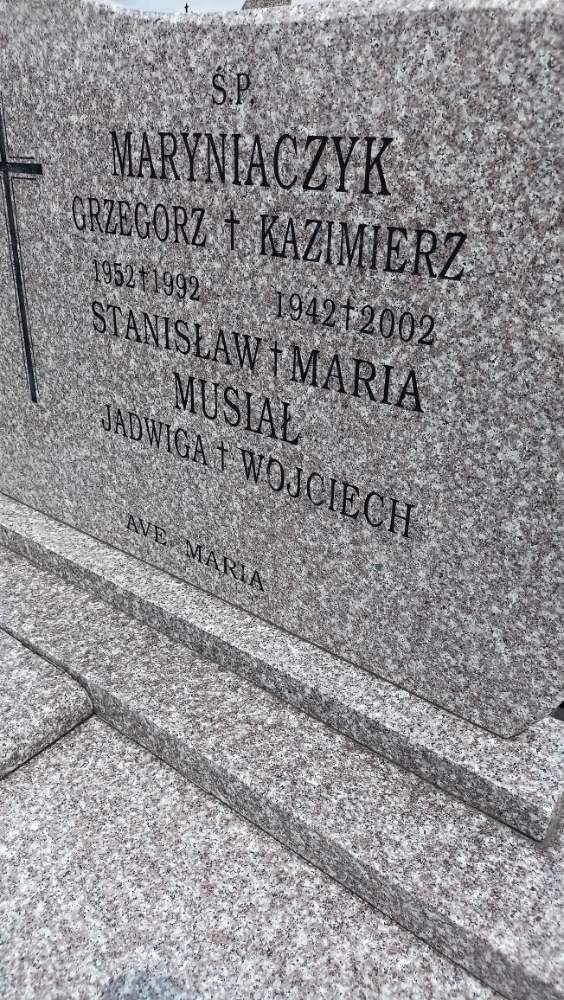 Ś.P.
MARYNIACZYK
GRZEGORZ † KAZIMIERZ
1952†1992 1942†2002
STANISŁAW † MARIA
MUSIAŁ
JADWIGA † WOJCIECH
AVE MARIA